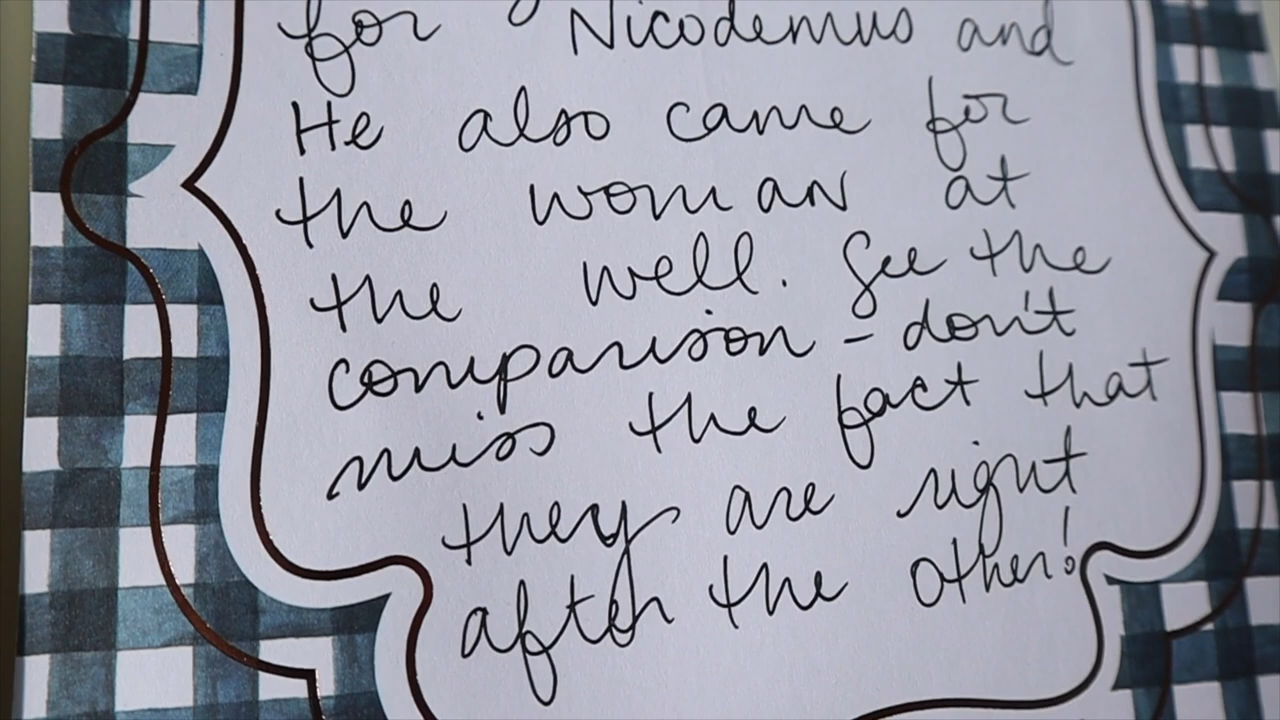 for Nicodemus and
He also came for
the woman at
the well. See the
comparison - don't
miss the fact that
they are right
after the other!